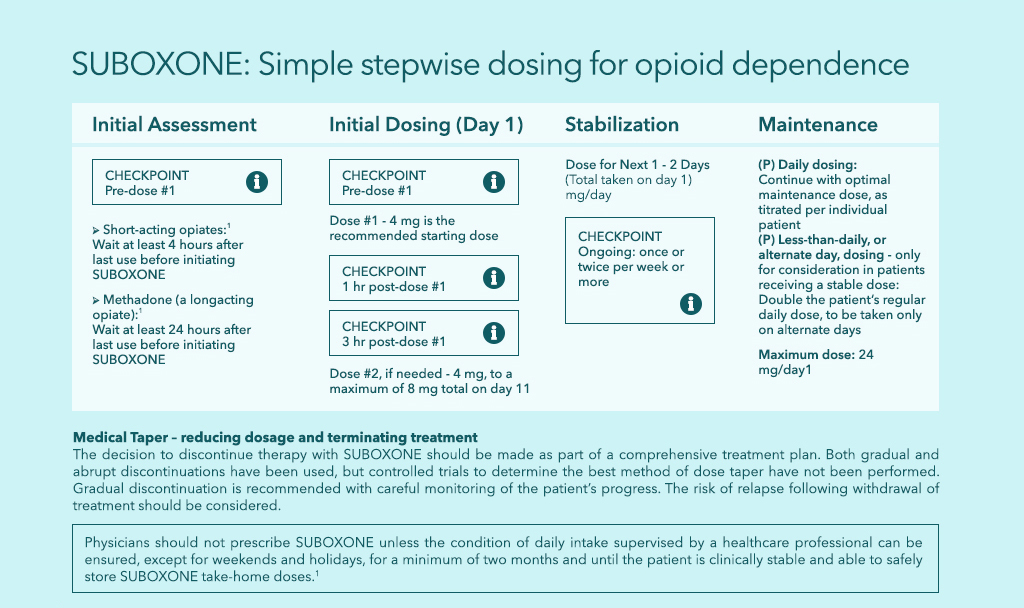 SUBOXONE: Simple stepwise dosing for opioid dependence
Initial Assessment
CHECKPOINT
Pre-dose #1
➢ Short-acting opiates:¹
Wait at least 4 hours after
last use before initiating
SUBOXONE
➢ Methadone (a longacting
opiate):¹
Wait at least 24 hours after
last use before initiating
SUBOXONE
Initial Dosing (Day 1)
CHECKPOINT
Pre-dose #1
Dose #1 - 4 mg is the
recommended starting dose
CHECKPOINT
1 hr post-dose #1
CHECKPOINT
3 hr post-dose #1
Dose #2, if needed - 4 mg, to a
maximum of 8 mg total on day 11
Stabilization
Dose for Next 1 - 2 Days
(Total taken on day 1)
mg/day
CHECKPOINT
Ongoing: once or
twice per week or
more
Maintenance
(P) Daily dosing:
Continue with optimal
maintenance dose, as
titrated per individual
patient
(P) Less-than-daily, or
alternate day, dosing - only
for consideration in patients
receiving a stable dose:
Double the patient's regular
daily dose, to be taken only
on alternate days
Maximum dose: 24
mg/day1
Medical Taper – reducing dosage and terminating treatment
The decision to discontinue therapy with SUBOXONE should be made as part of a comprehensive treatment plan. Both gradual and
abrupt discontinuations have been used, but controlled trials to determine the best method of dose taper have not been performed.
Gradual discontinuation is recommended with careful monitoring of the patient's progress. The risk of relapse following withdrawal of
treatment should be considered.
Physicians should not prescribe SUBOXONE unless the condition of daily intake supervised by a healthcare professional can be
ensured, except for weekends and holidays, for a minimum of two months and until the patient is clinically stable and able to safely
store SUBOXONE take-home doses.¹